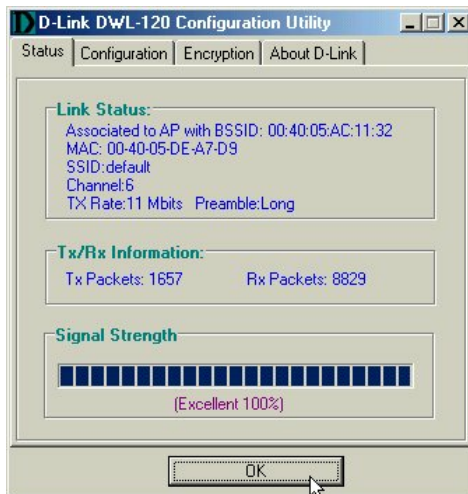 D-Link DWL-120 Configuration Utility
Status Configuration Encryption About D-Link
Link Status:
Associated to AP with BSSID: 00:40:05:AC:11:32
MAC: 00-40-05-DE-A7-D9
SSID:default
Channel:6
TX Rate:11 Mbits Preamble:Long
Tx/Rx Information:
Tx Packets: 1657 Rx Packets: 8829
Signal Strength
(Excellent 100%)
OK